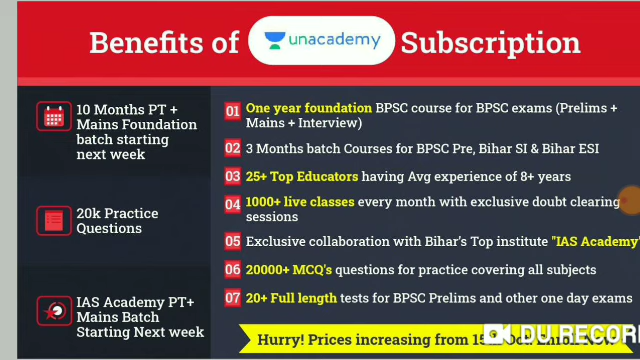 Benefits of unacademy Subscription
10 Months PT +
Mains Foundation
batch starting
next week
20k Practice
Questions
IAS Academy PT+
Mains Batch
Starting Next week
01 One year foundation BPSC course for BPSC exams (Prelims +
Mains + Interview)
02 3 Months batch Courses for BPSC Pre, Bihar SI & Bihar ESI
03 25+ Top Educators having Avg experience of 8+ years
04 1000+ live classes every month with exclusive doubt clearing
sessions
05 Exclusive collaboration with Bihar's Top institute "IAS Academy"
06 20000+ MCQ's questions for practice covering all subjects
07 20+ Full length tests for BPSC Prelims and other one day exams
Hurry! Prices increasing from
DU RECOR